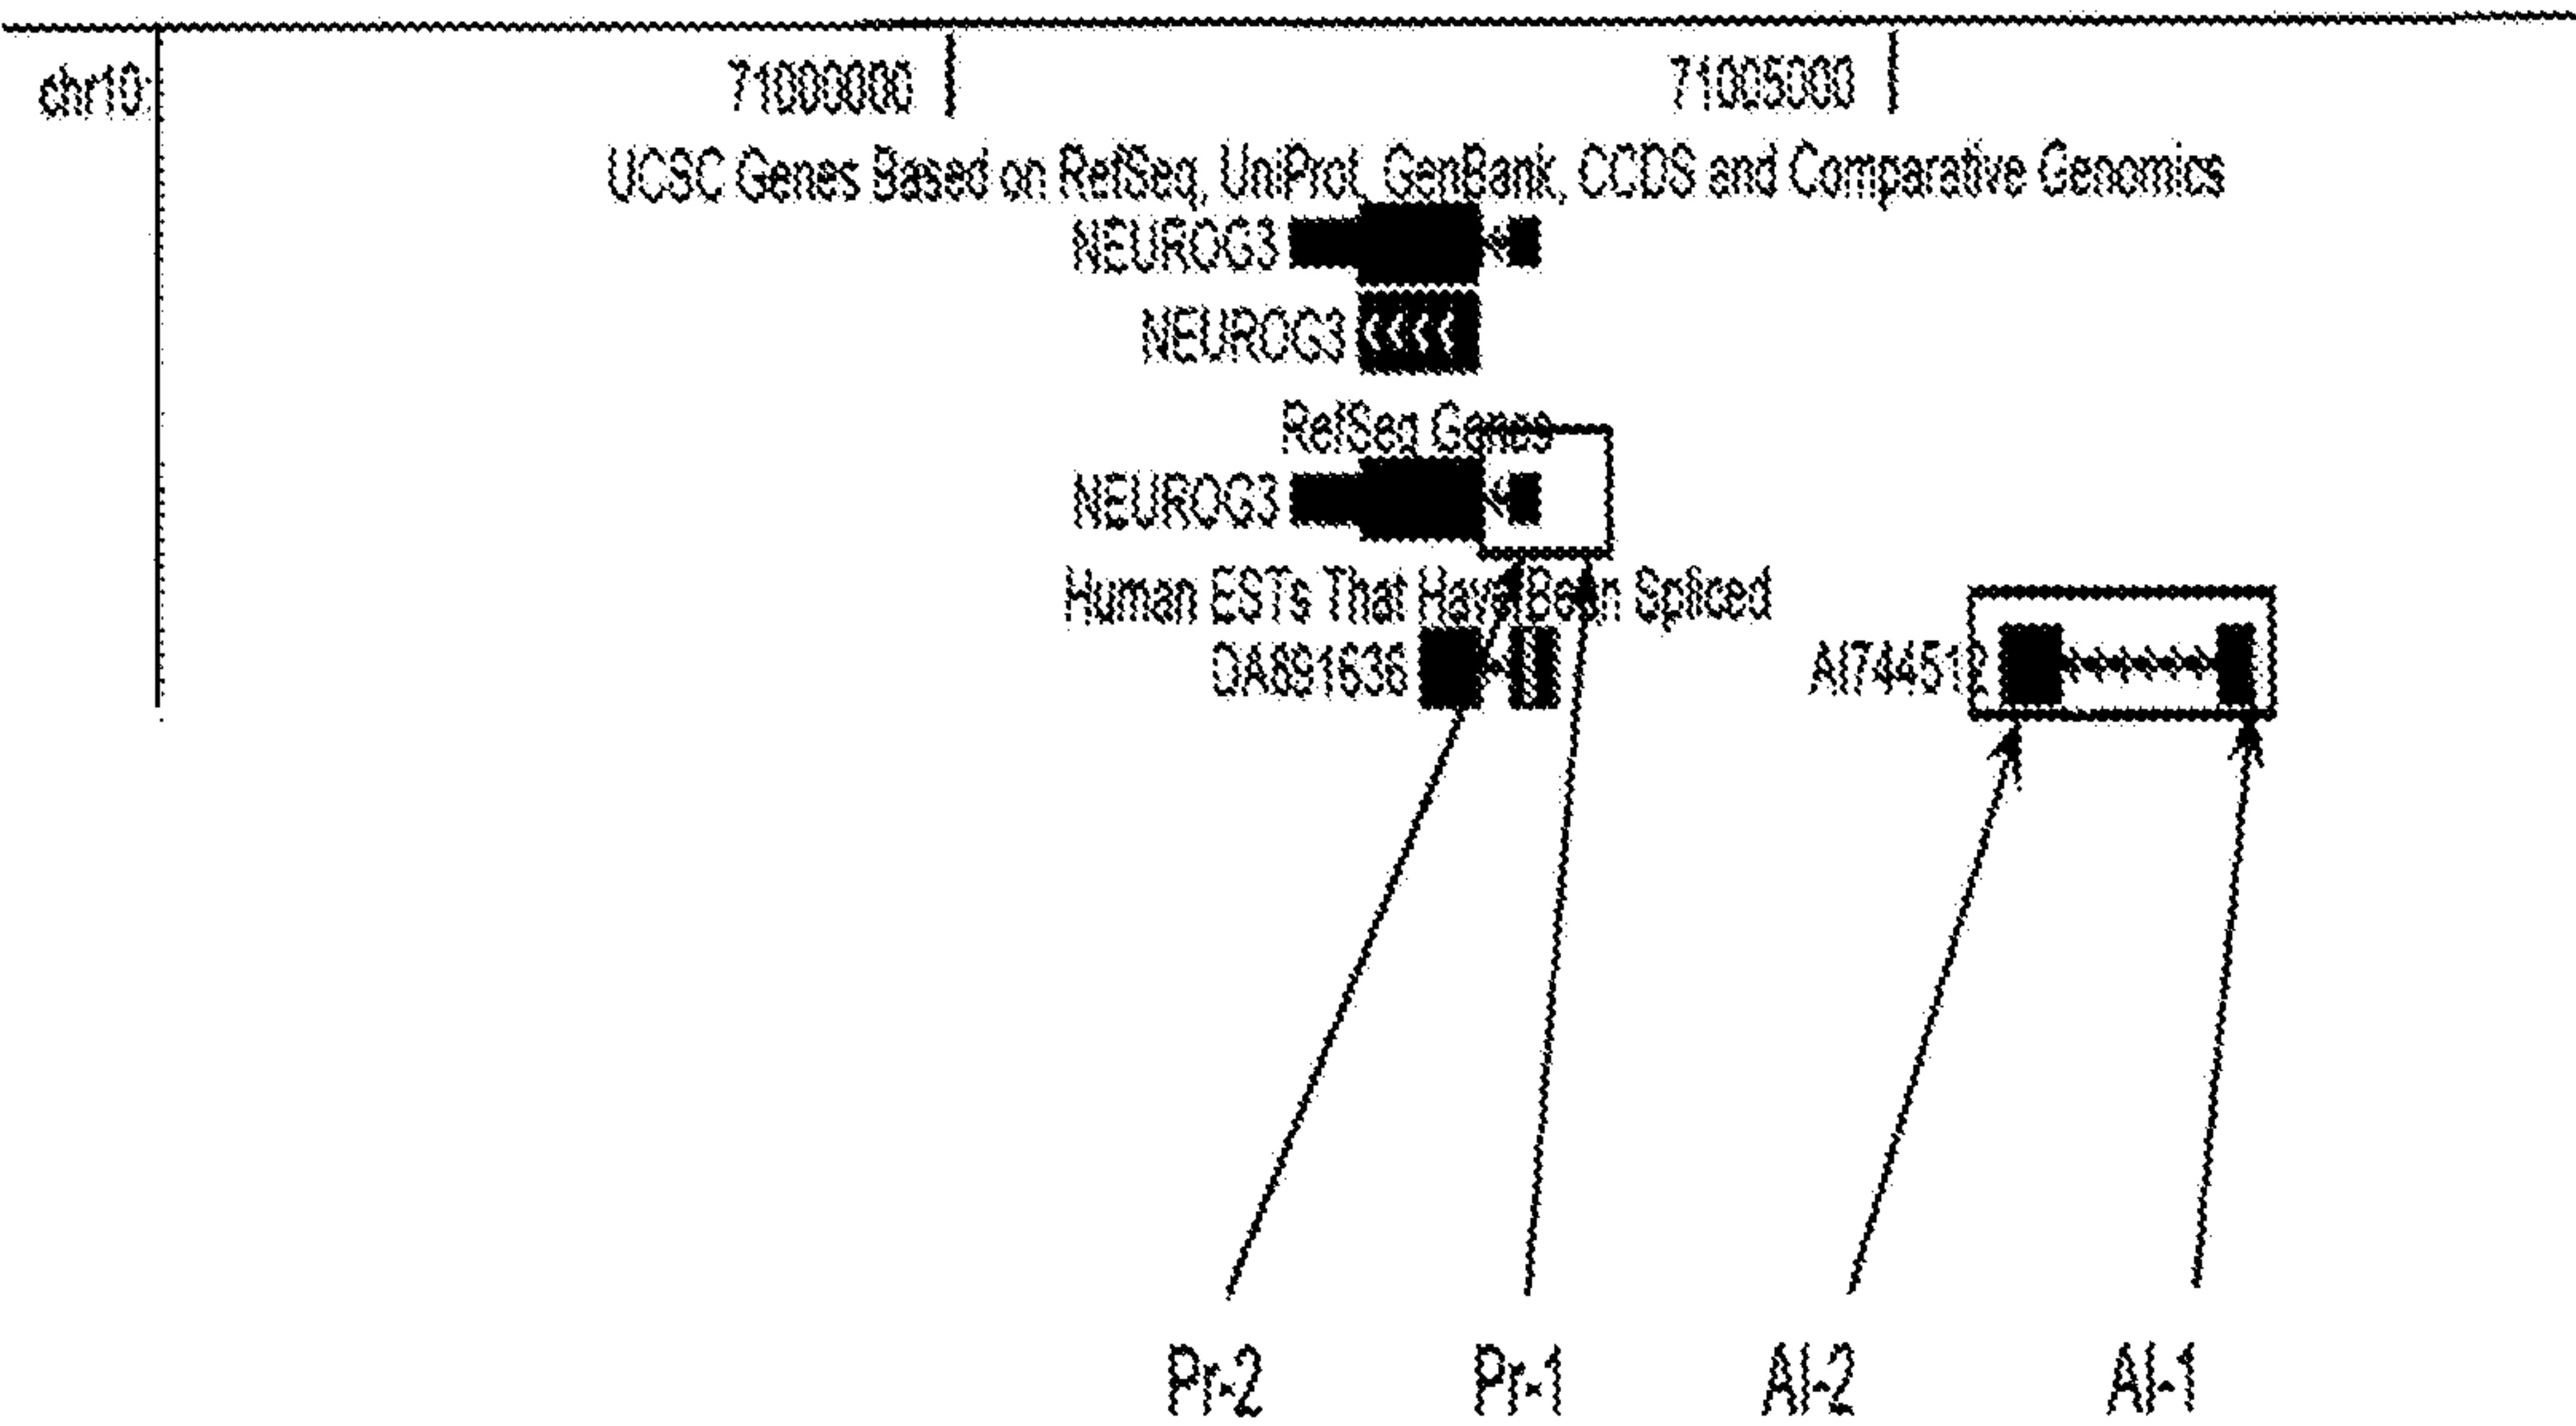 chr10: 71000000 71005000
UCSC Genes Based on RefSeq, UniProt, GenBank, CCDS and Comparative Genomics
NEUROG3
NEUROG3
RefSeq Genes
NEUROG3
Human ESTs That Have Been Spliced
DA891636 AI744512
Pr-2 Pr-1 AI-2 AI-1